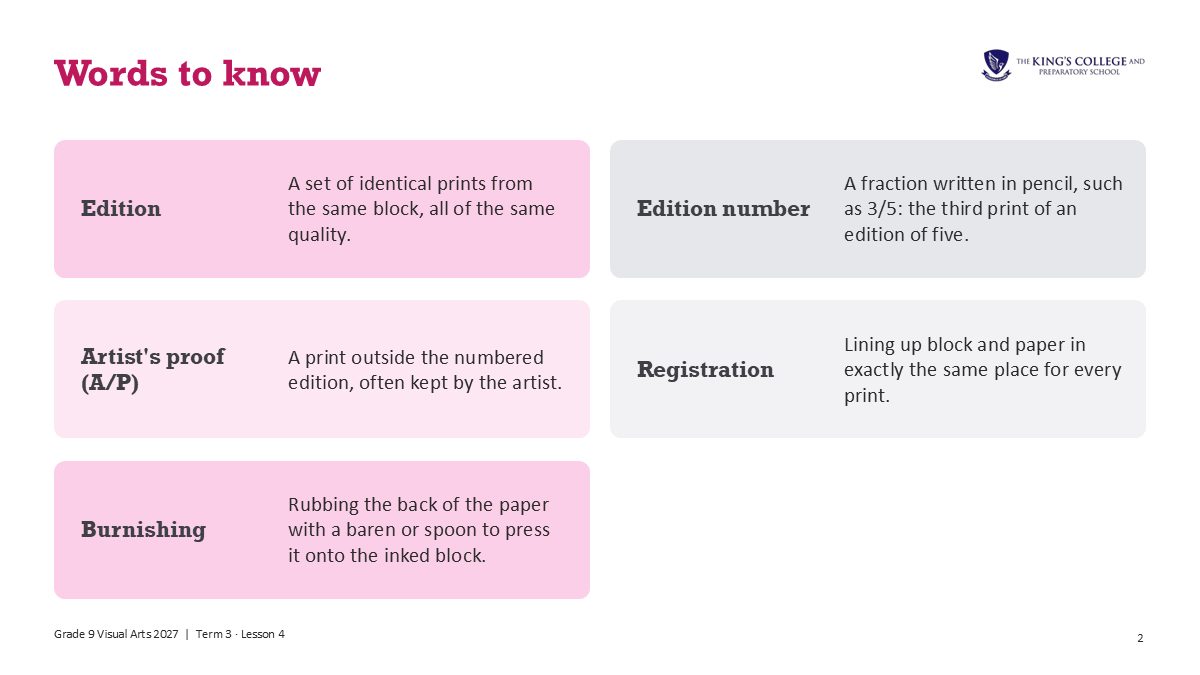 Words to know
THE KING'S COLLEGE AND
PREPARATORY SCHOOL
Edition
A set of identical prints from
the same block, all of the same
quality.
Edition number
A fraction written in pencil, such
as 3/5: the third print of an
edition of five.
Artist's proof
(A/P)
A print outside the numbered
edition, often kept by the artist.
Registration
Lining up block and paper in
exactly the same place for every
print.
Burnishing
Rubbing the back of the paper
with a baren or spoon to press
it onto the inked block.
Grade 9 Visual Arts 2027 | Term 3 · Lesson 4
2